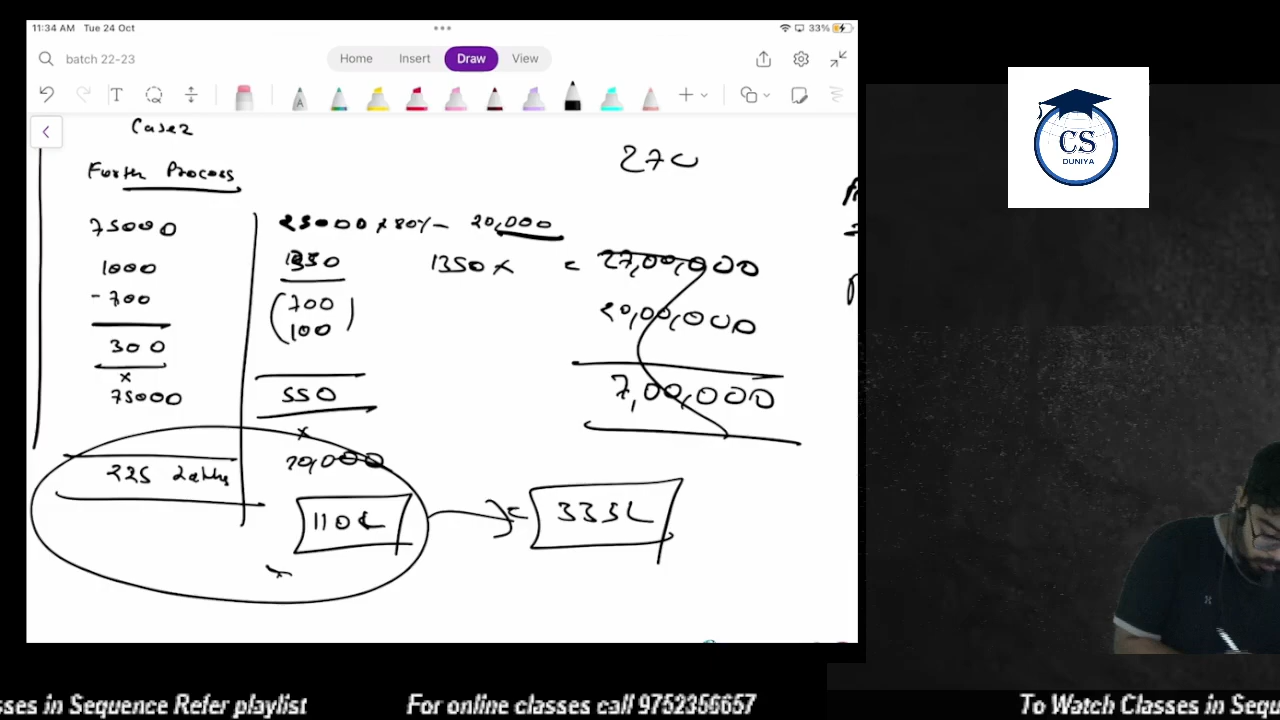 11:34 AM Tue 24 Oct
33%
batch 22-23
Home Insert Draw View
Case 2
Further Process
270
75000
25000 x 80% - 20,000
1000
1350
1350 x = 27,00,000
- 700
(700
100)
20,00,000
300
x
75000
550
7,00,000
x
20,000
225 Lakhs
110L
= 335L
x
CS
DUNIYA
sses in Sequence Refer playlist For online classes call 9752356657 To Watch Classes in Sequ